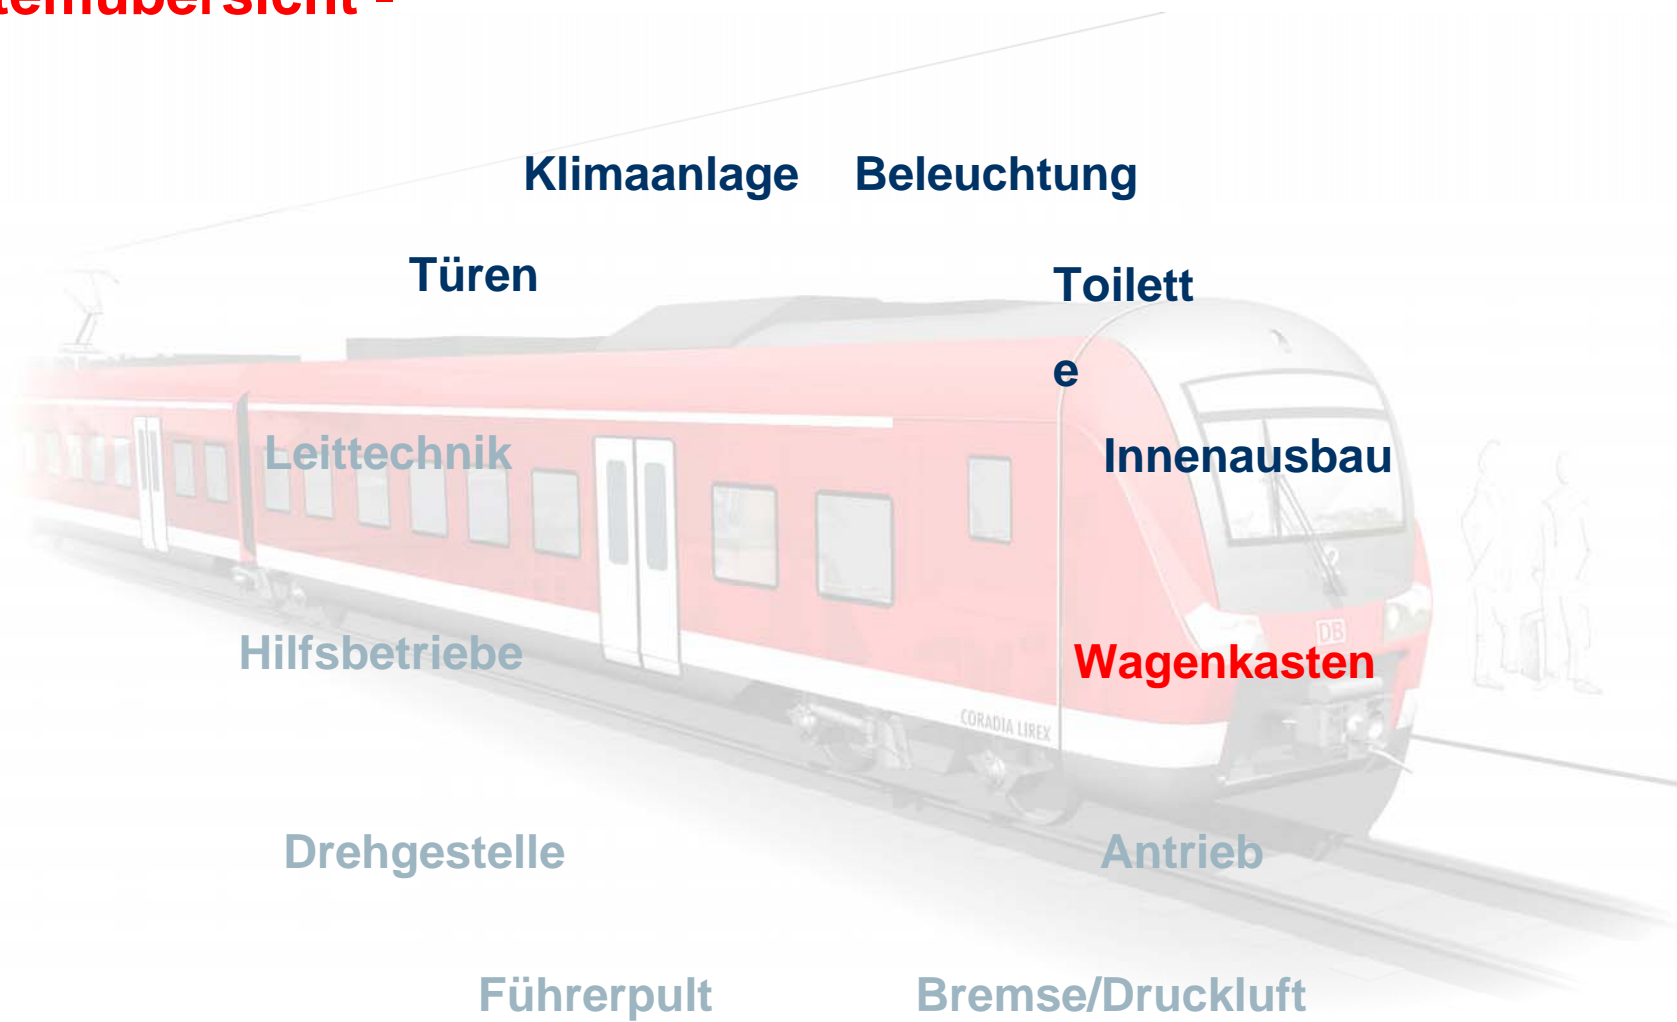 Klimaanlage Beleuchtung
Türen
Toilett
e
Leittechnik
Innenausbau
Hilfsbetriebe
DB
Wagenkasten
CORADIA LIREX
Drehgestelle
Antrieb
Führerpult
Bremse/Druckluft